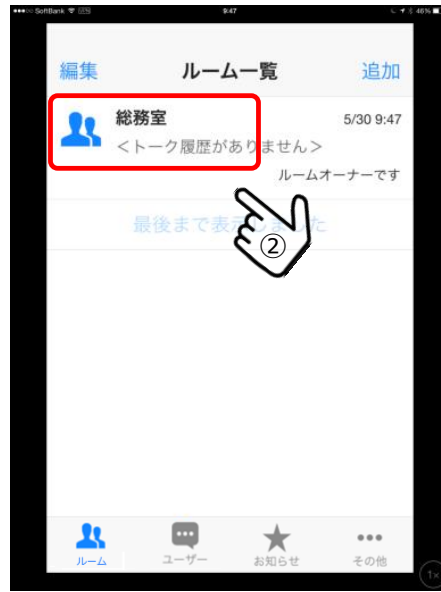 SoftBank
9:47
46%
編集
ルーム一覧
追加
総務室
5/30 9:47
＜トーク履歴がありません＞
ルームオーナーです
最後まで表示しました
②
ルーム
ユーザー
お知らせ
その他
1×